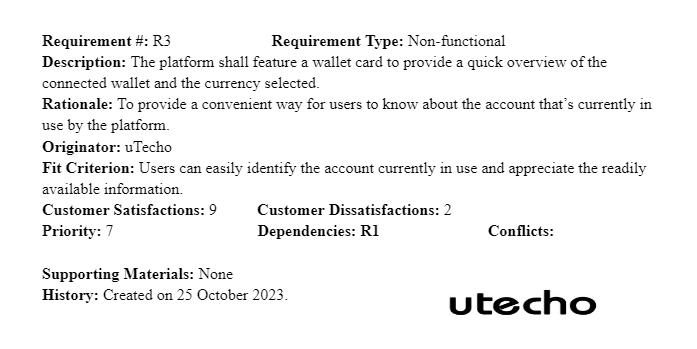 Requirement #: R3 Requirement Type: Non-functional
Description: The platform shall feature a wallet card to provide a quick overview of the
connected wallet and the currency selected.
Rationale: To provide a convenient way for users to know about the account that’s currently in
use by the platform.
Originator: uTecho
Fit Criterion: Users can easily identify the account currently in use and appreciate the readily
available information.
Customer Satisfactions: 9 Customer Dissatisfactions: 2
Priority: 7 Dependencies: R1 Conflicts:
Supporting Materials: None
History: Created on 25 October 2023.
utecho